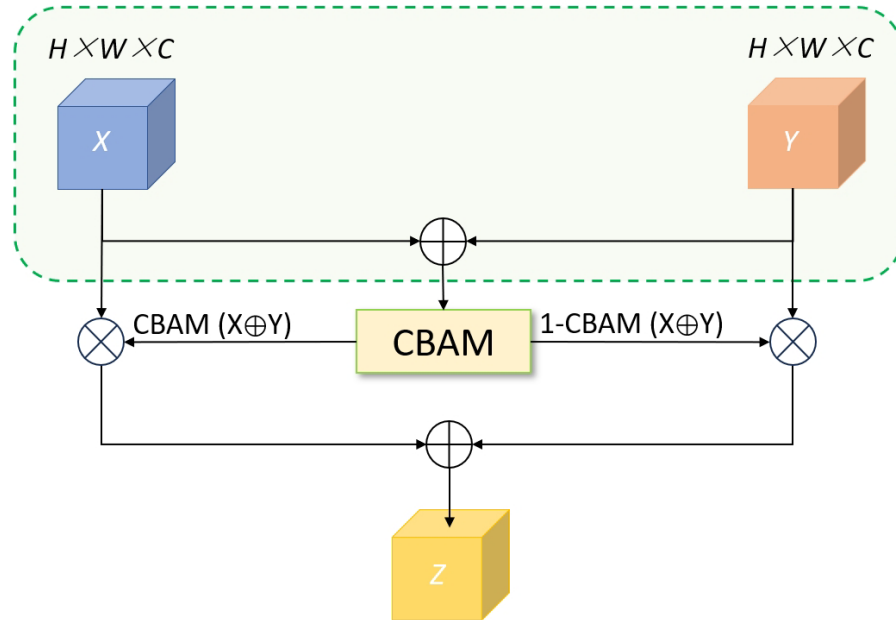 H×W×C
H×W×C
X
Y
CBAM (X⊕Y)
CBAM
1-CBAM (X⊕Y)
Z